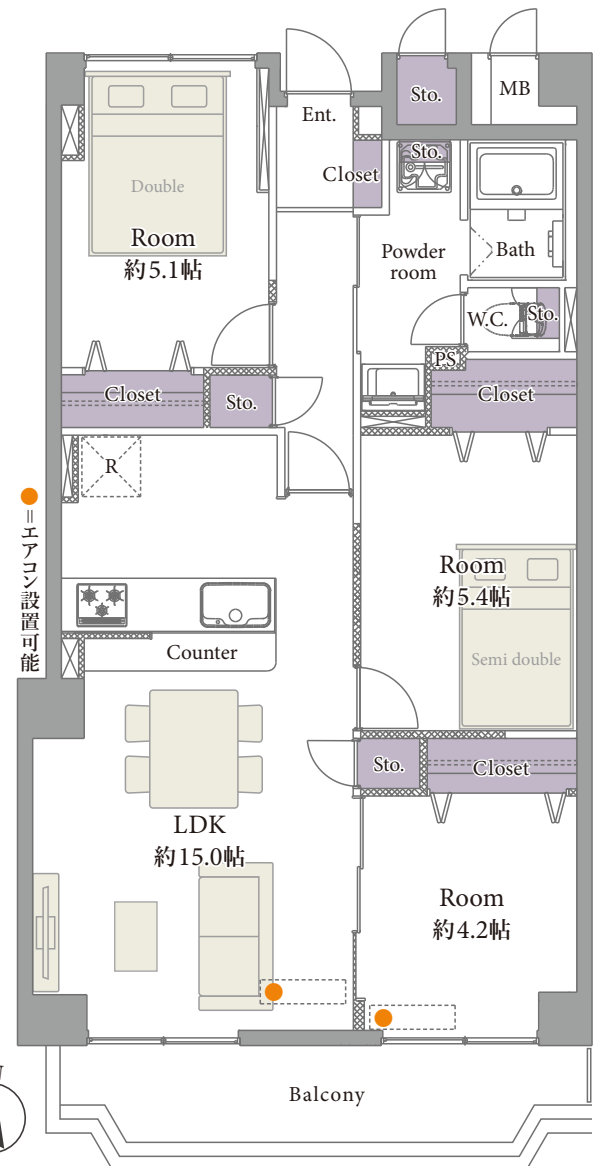 Sto.
MB
Ent.
Sto.
Closet
Double
Room
約5.1帖
Powder
room
Bath
W.C.
Sto.
PS
Closet
Sto.
Closet
R
●=エアコン設置可能
Room
約5.4帖
Counter
Semi double
Sto.
Closet
LDK
約15.0帖
Room
約4.2帖
Balcony